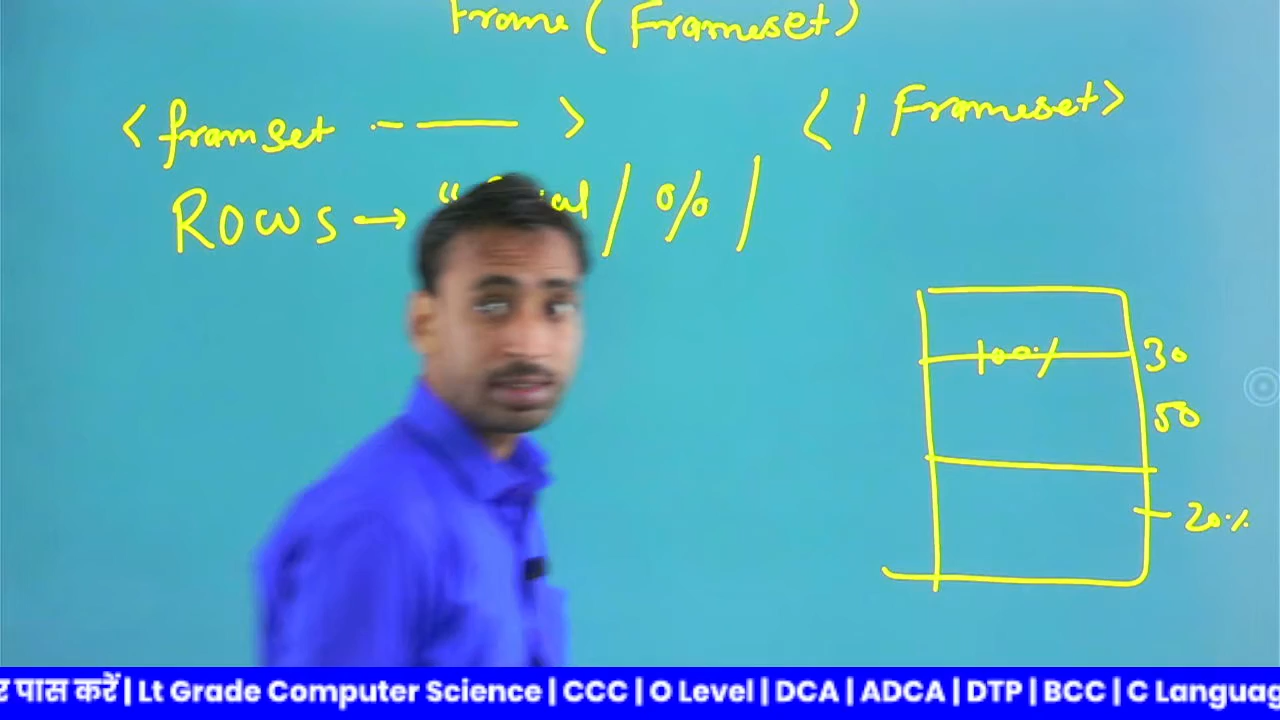 Frame ( Frameset)
<framset ------ > < / Frameset>
Rows → " / % /
100%
30
50
20%
पास करें | Lt Grade Computer Science | CCC | O Level | DCA | ADCA | DTP | BCC | C Languag